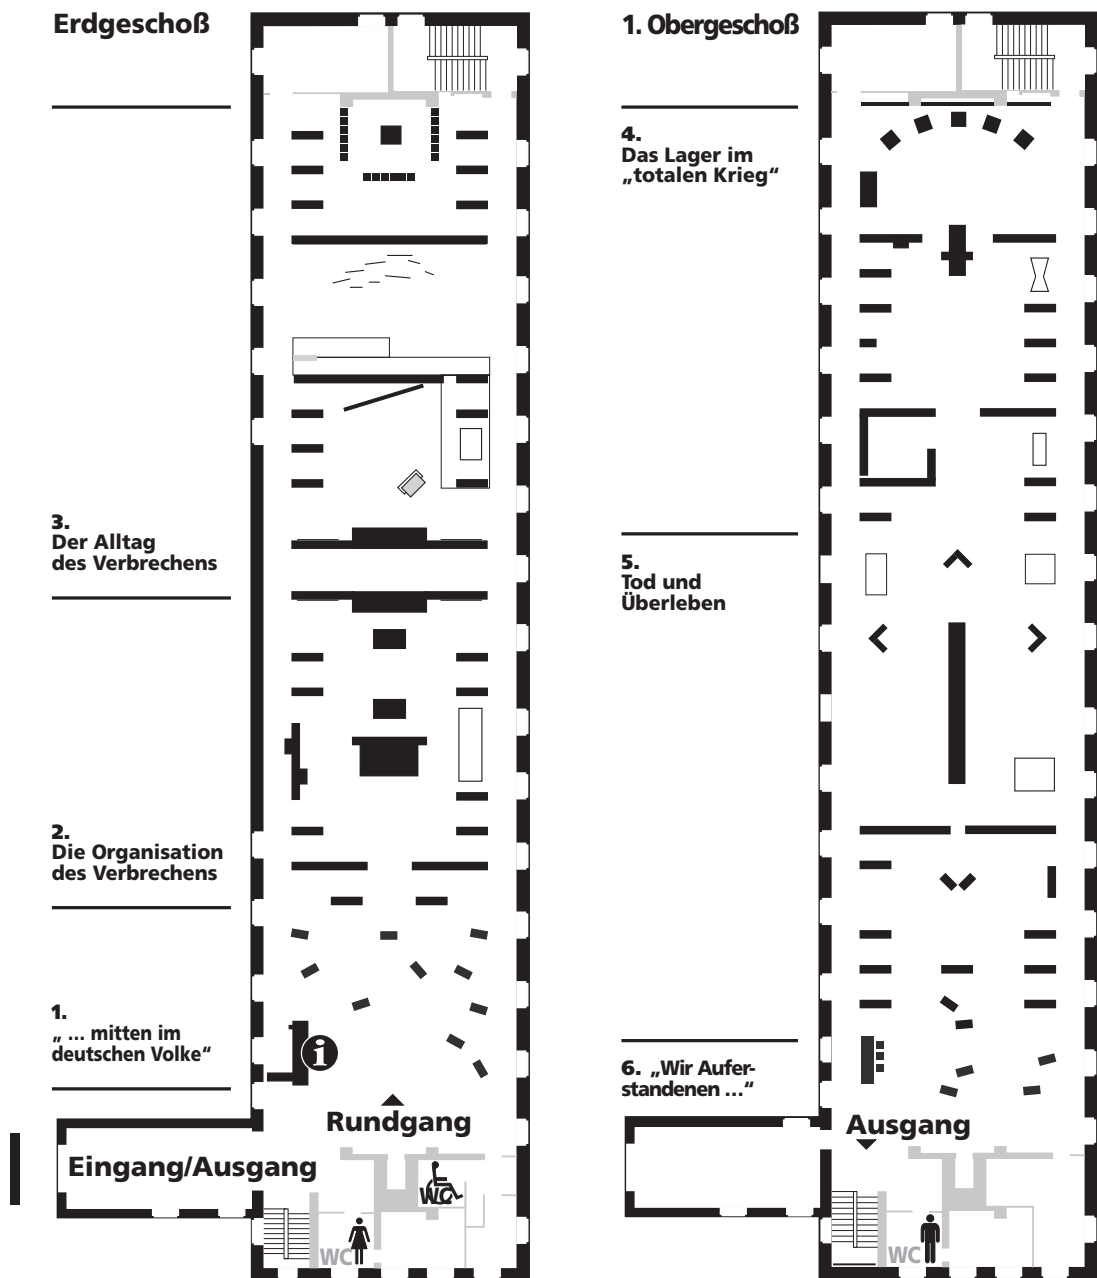 Erdgeschoß
3.
Der Alltag
des Verbrechens
2.
Die Organisation
des Verbrechens
1.
„ ... mitten im
deutschen Volke“
i
Rundgang
Eingang/Ausgang
WC
WC
1. Obergeschoß
4.
Das Lager im
„totalen Krieg“
5.
Tod und
Überleben
6. „Wir Aufer-
standenen ...“
Ausgang
WC